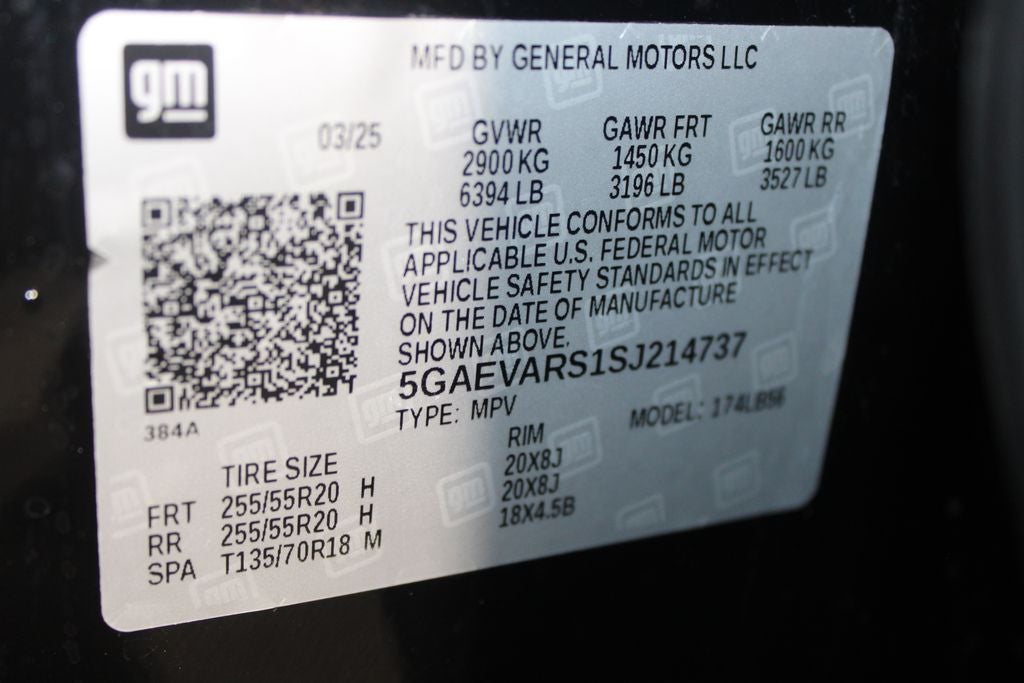 gm
MFD BY GENERAL MOTORS LLC
03/25
GVWR GAWR FRT GAWR RR
2900 KG 1450 KG 1600 KG
6394 LB 3196 LB 3527 LB
THIS VEHICLE CONFORMS TO ALL
APPLICABLE U.S. FEDERAL MOTOR
VEHICLE SAFETY STANDARDS IN EFFECT
ON THE DATE OF MANUFACTURE
SHOWN ABOVE.
5GAEVARS1SJ214737
TYPE: MPV MODEL:
384A
TIRE SIZE RIM
FRT 255/55R20 H 20X8J
RR 255/55R20 H 20X8J
SPA T135/70R18 M 18X4.5B